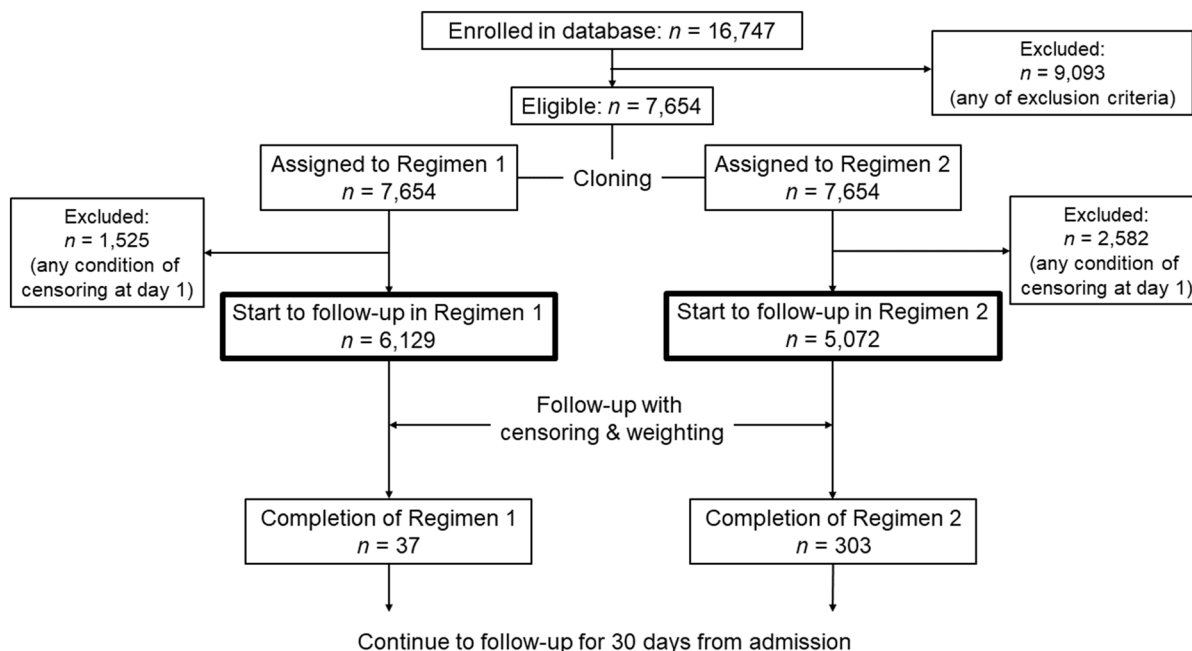 Enrolled in database: n = 16,747
Excluded:
n = 9,093
(any of exclusion criteria)
Eligible: n = 7,654
Assigned to Regimen 1
n = 7,654
Cloning
Assigned to Regimen 2
n = 7,654
Excluded:
n = 1,525
(any condition of
censoring at day 1)
Excluded:
n = 2,582
(any condition of
censoring at day 1)
Start to follow-up in Regimen 1
n = 6,129
Start to follow-up in Regimen 2
n = 5,072
Follow-up with
censoring & weighting
Completion of Regimen 1
n = 37
Completion of Regimen 2
n = 303
Continue to follow-up for 30 days from admission